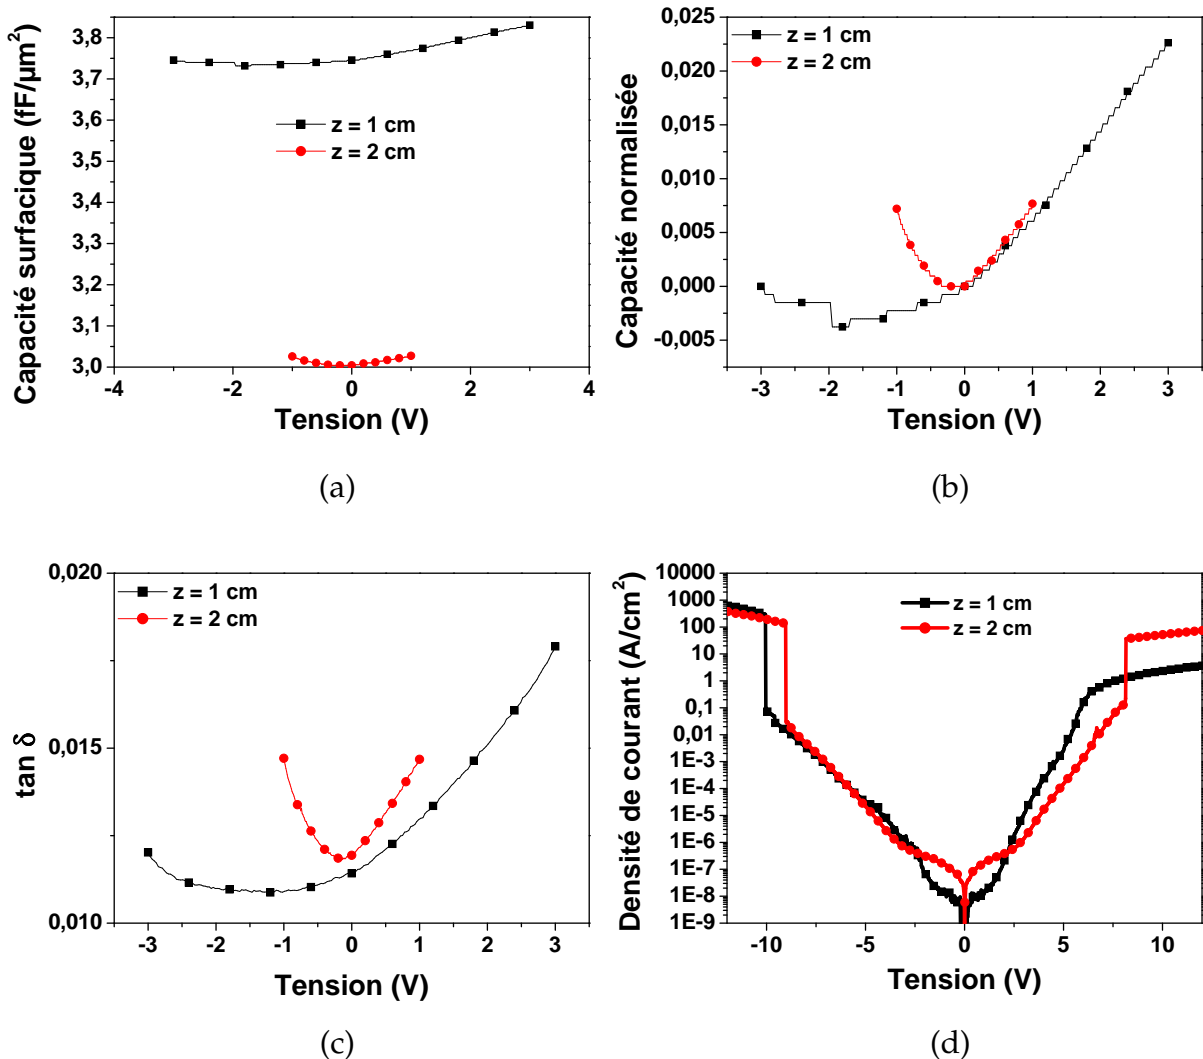 Capacité surfacique (fF/µm²)
3,8
3,7
3,6
3,5
3,4
3,3
3,2
3,1
3,0
z = 1 cm
z = 2 cm
-4 -2 0 2 4
Tension (V)
(a)
Capacité normalisée
0,025
0,020
0,015
0,010
0,005
0,000
-0,005
z = 1 cm
z = 2 cm
-3 -2 -1 0 1 2 3
Tension (V)
(b)
tan δ
0,020
0,015
0,010
z = 1 cm
z = 2 cm
-3 -2 -1 0 1 2 3
Tension (V)
(c)
Densité de courant (A/cm²)
10000
1000
100
10
1
0,1
0,01
1E-3
1E-4
1E-5
1E-6
1E-7
1E-8
1E-9
z = 1 cm
z = 2 cm
-10 -5 0 5 10
Tension (V)
(d)